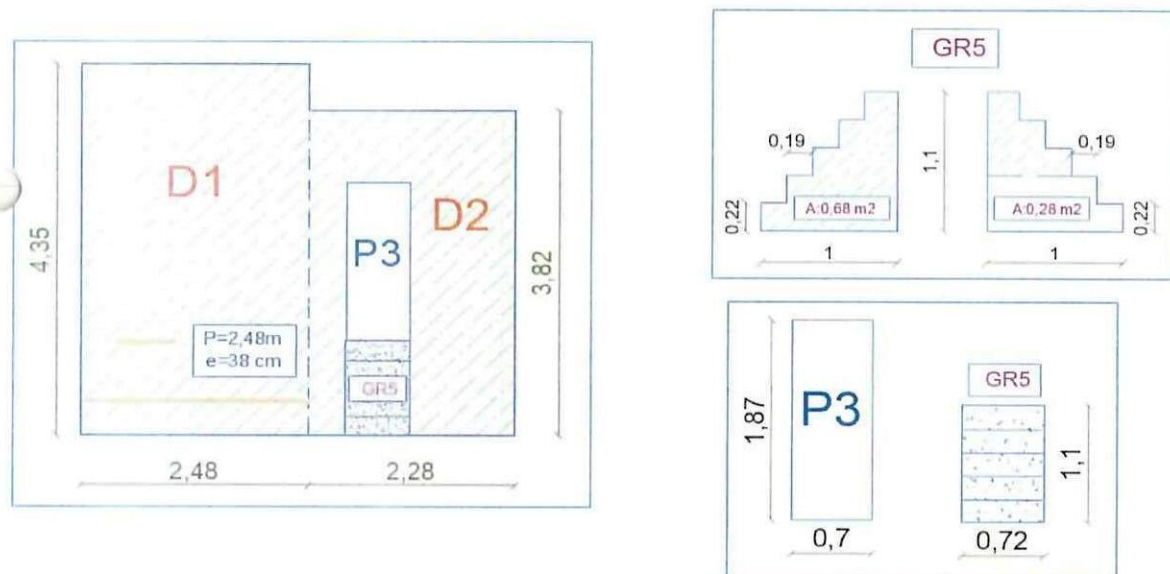 D1
D2
P3
4,35
3,82
P=2,48m
e=38 cm
GR5
2,48
2,28
GR5
0,19
1,1
0,19
0,22
A:0,68 m2
A:0,28 m2
0,22
1
1
P3
1,87
GR5
1,1
0,7
0,72